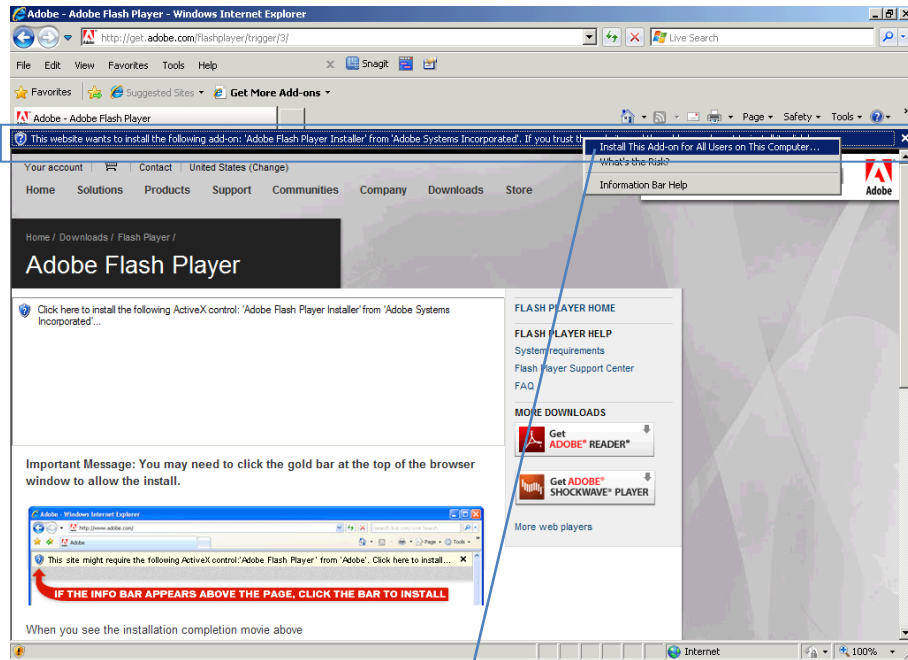 Adobe - Adobe Flash Player - Windows Internet Explorer
http://get.adobe.com/flashplayer/trigger/3/
Live Search
File Edit View Favorites Tools Help
Snagit
Favorites Suggested Sites Get More Add-ons
Adobe - Adobe Flash Player
Page Safety Tools
This website wants to install the following add-on: 'Adobe Flash Player Installer' from 'Adobe Systems Incorporated'. If you trust the
Install This Add-on for All Users on This Computer...
What's the Risk?
Information Bar Help
Your account Contact United States (Change)
Adobe
Home Solutions Products Support Communities Company Downloads Store
Home / Downloads / Flash Player /
Adobe Flash Player
Click here to install the following ActiveX control: 'Adobe Flash Player Installer' from 'Adobe Systems
Incorporated'...
Important Message: You may need to click the gold bar at the top of the browser
window to allow the install.
Adobe - Windows Internet Explorer
http://www.adobe.com/
Adobe
Page Tools
This site might require the following ActiveX control:'Adobe Flash Player ' from 'Adobe'. Click here to install...
IF THE INFO BAR APPEARS ABOVE THE PAGE, CLICK THE BAR TO INSTALL
When you see the installation completion movie above
FLASH PLAYER HOME
FLASH PLAYER HELP
System requirements
Flash Player Support Center
FAQ
MORE DOWNLOADS
Get
ADOBE® READER®
Get ADOBE®
SHOCKWAVE® PLAYER
More web players
Internet
100%